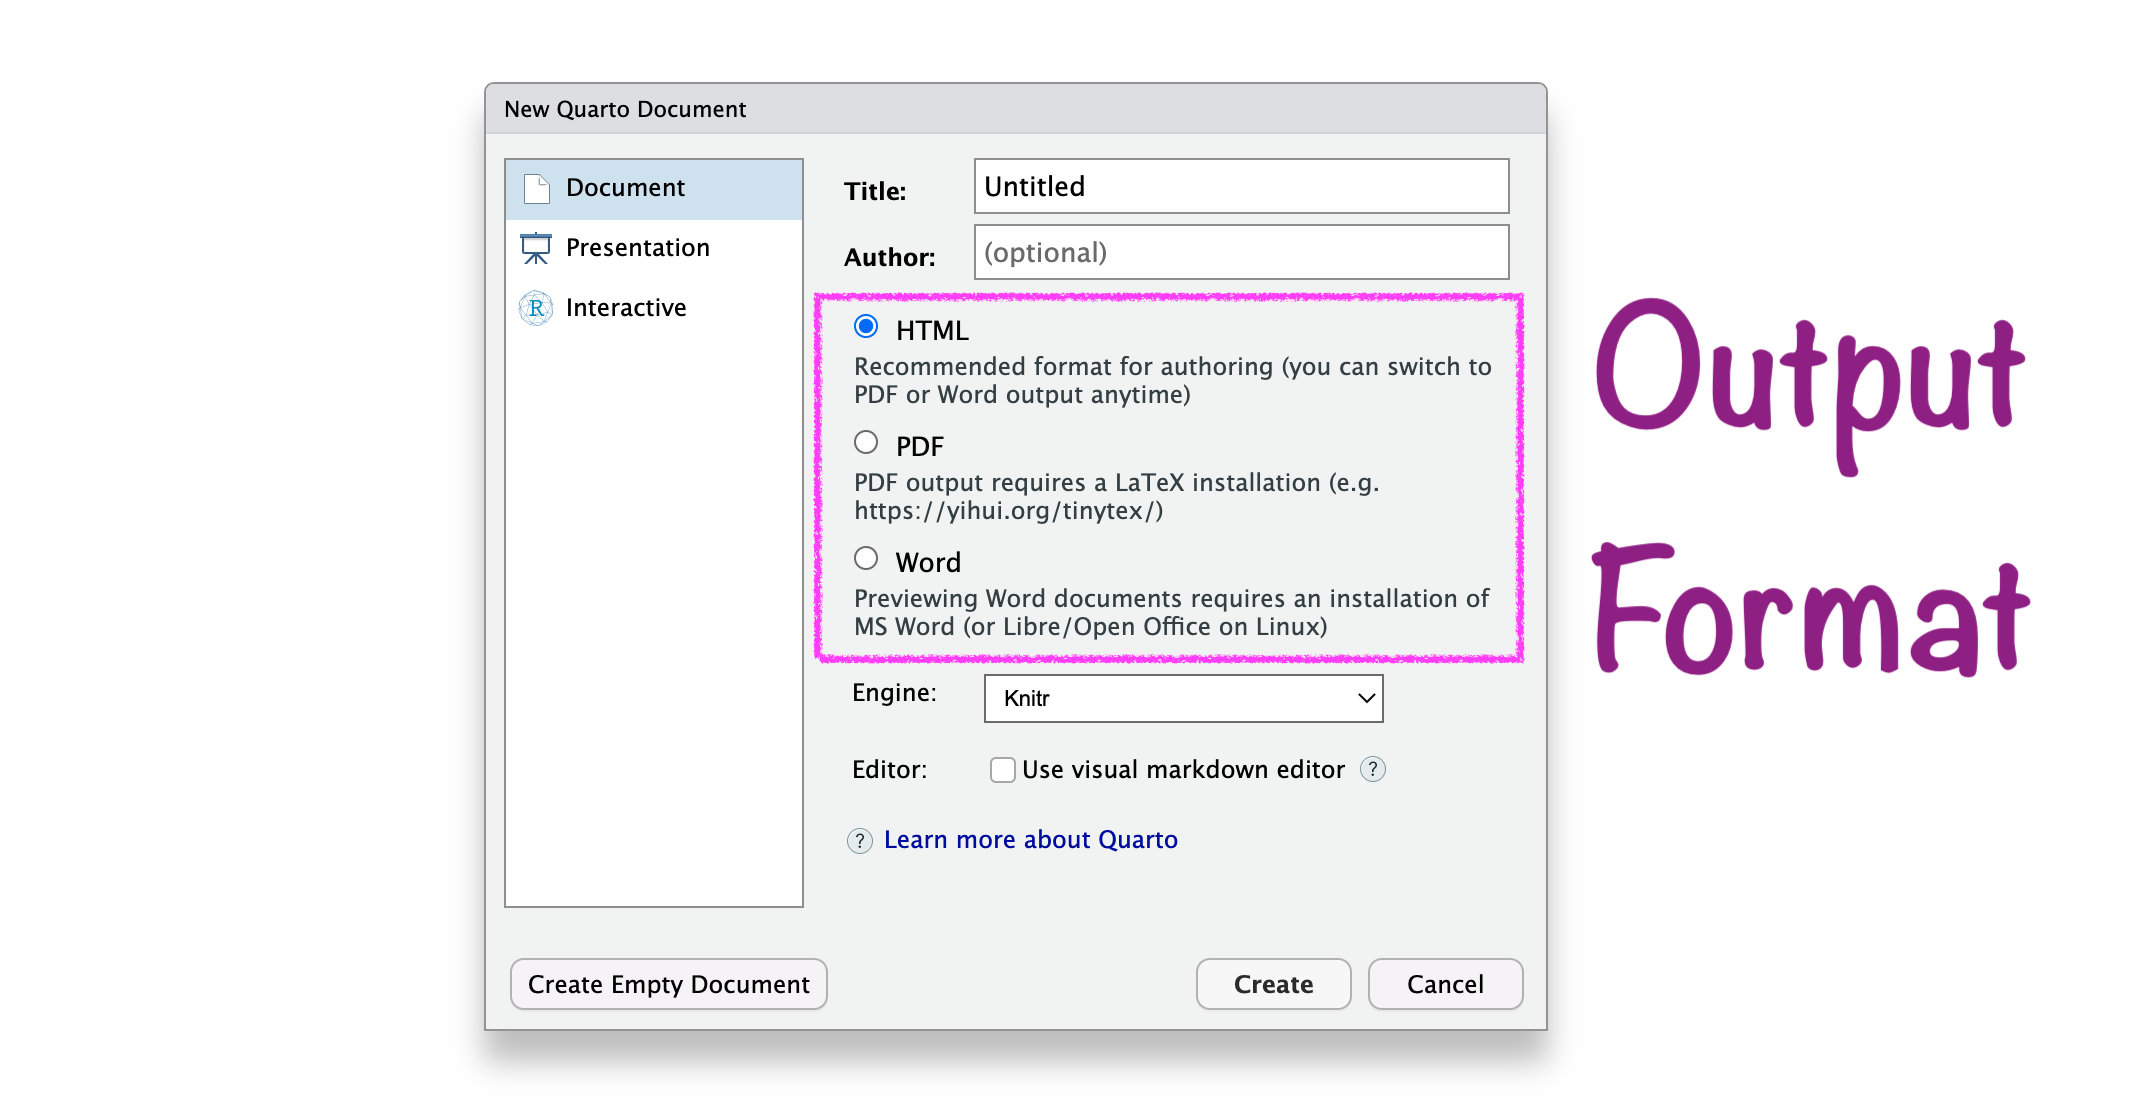 New Quarto Document
Document
Presentation
R Interactive
Title: Untitled
Author: (optional)
HTML
Recommended format for authoring (you can switch to
PDF or Word output anytime)
PDF
PDF output requires a LaTeX installation (e.g.
https://yihui.org/tinytex/)
Word
Previewing Word documents requires an installation of
MS Word (or Libre/Open Office on Linux)
Engine: Knitr
Editor: Use visual markdown editor ?
? Learn more about Quarto
Create Empty Document
Create
Cancel
Output
Format